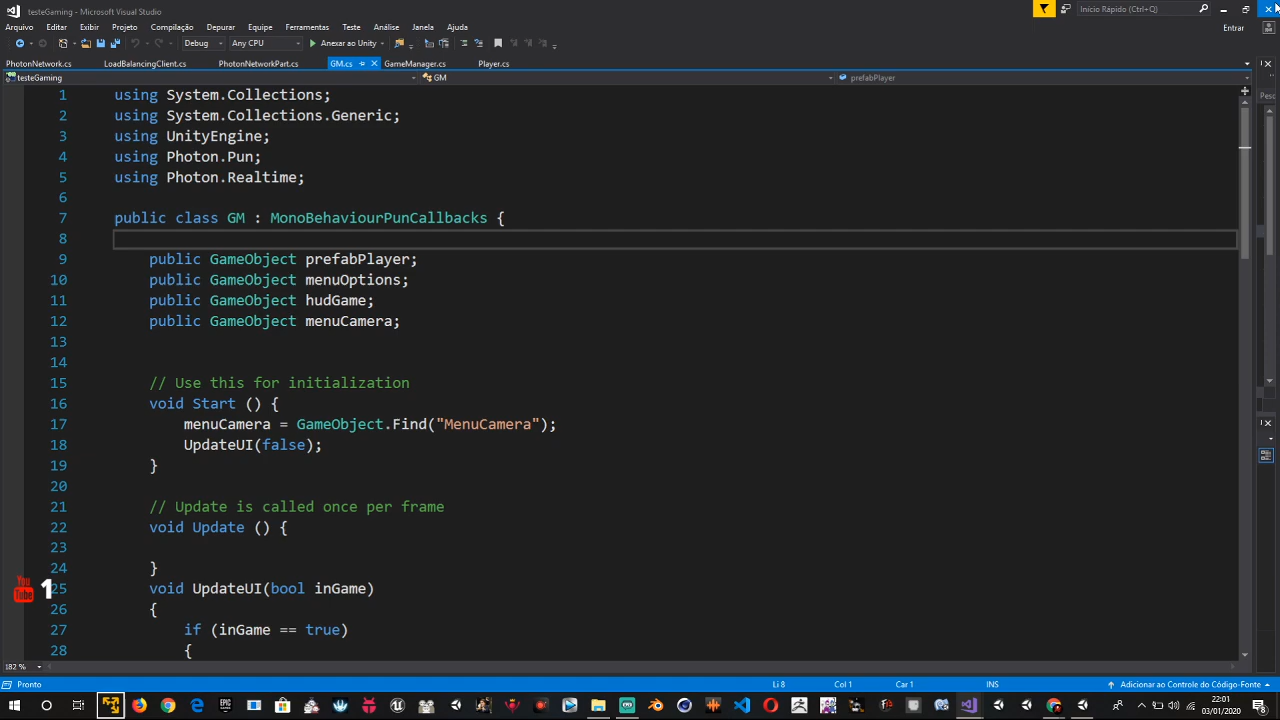 testeGaming - Microsoft Visual Studio
Início Rápido (Ctrl+Q)
Arquivo Editar Exibir Projeto Compilação Depurar Equipe Ferramentas Teste Analisar Janela Ajuda
Entrar
Debug Any CPU Anexar ao Unity
PhotonNetwork.cs LoadBalancingClient.cs PhotonNetworkPart.cs GM.cs GameManager.cs Player.cs
testeGaming GM prefabPlayer
1 using System.Collections;
2 using System.Collections.Generic;
3 using UnityEngine;
4 using Photon.Pun;
5 using Photon.Realtime;
6
7 public class GM : MonoBehaviourPunCallbacks {
8
9 public GameObject prefabPlayer;
10 public GameObject menuOptions;
11 public GameObject hudGame;
12 public GameObject menuCamera;
13
14
15 // Use this for initialization
16 void Start () {
17 menuCamera = GameObject.Find("MenuCamera");
18 UpdateUI(false);
19 }
20
21 // Update is called once per frame
22 void Update () {
23
24 }
25 void UpdateUI(bool inGame)
26 {
27 if (inGame == true)
28 {
You Tube 1
182 %
Pronto Li 8 Col 1 Car 1 INS Adicionar ao Controle do Código-Fonte
22:01
13/01/2020